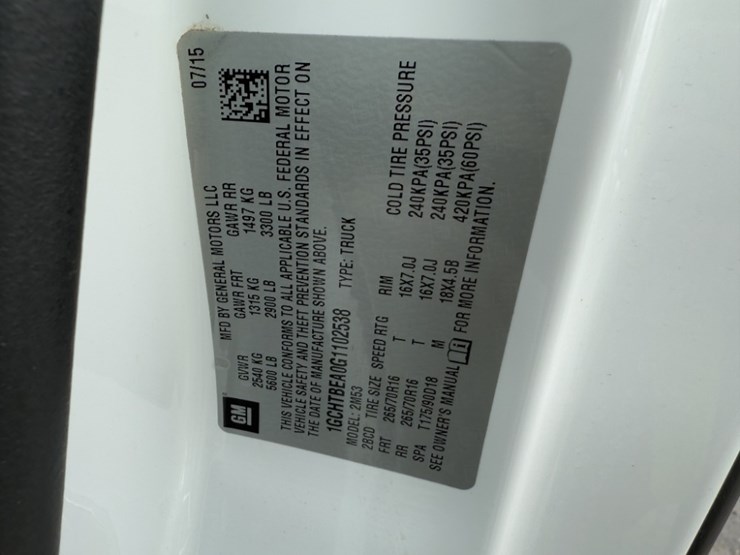 07/15
GM
MFD BY GENERAL MOTORS LLC
GVWR GAWR FRT GAWR RR
2540 KG 1315 KG 1497 KG
5600 LB 2900 LB 3300 LB
THIS VEHICLE CONFORMS TO ALL APPLICABLE U.S. FEDERAL MOTOR
VEHICLE SAFETY AND THEFT PREVENTION STANDARDS IN EFFECT ON
THE DATE OF MANUFACTURE SHOWN ABOVE.
1GCHTBEA0G1102538 TYPE: TRUCK
MODEL: 2M53
2BCD TIRE SIZE SPEED RTG RIM COLD TIRE PRESSURE
FRT 265/70R16 T 16X7.0J 240KPA(35PSI)
RR 265/70R16 T 16X7.0J 240KPA(35PSI)
SPA T175/90D18 M 18X4.5B 420KPA(60PSI)
SEE OWNER'S MANUAL FOR MORE INFORMATION.